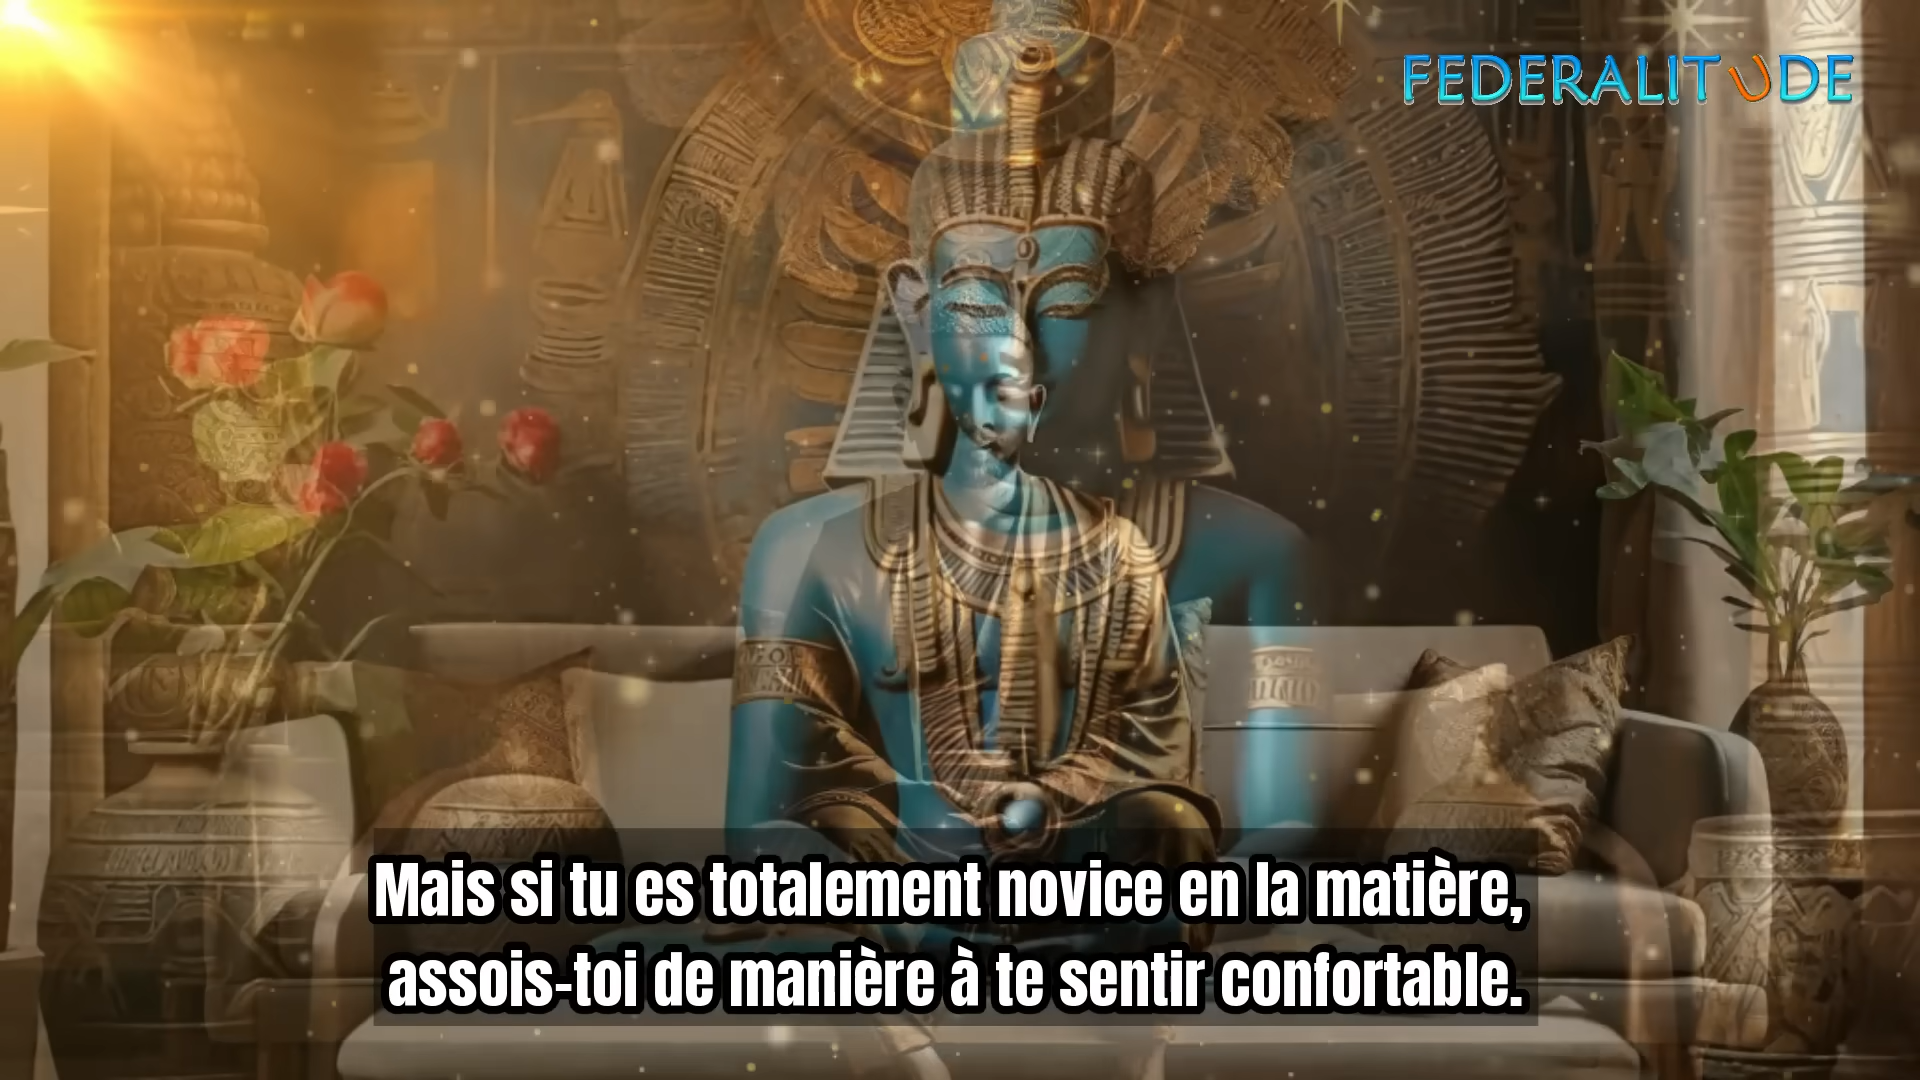 FEDERALITUDE
Mais si tu es totalement novice en la matière,
assois-toi de manière à te sentir confortable.